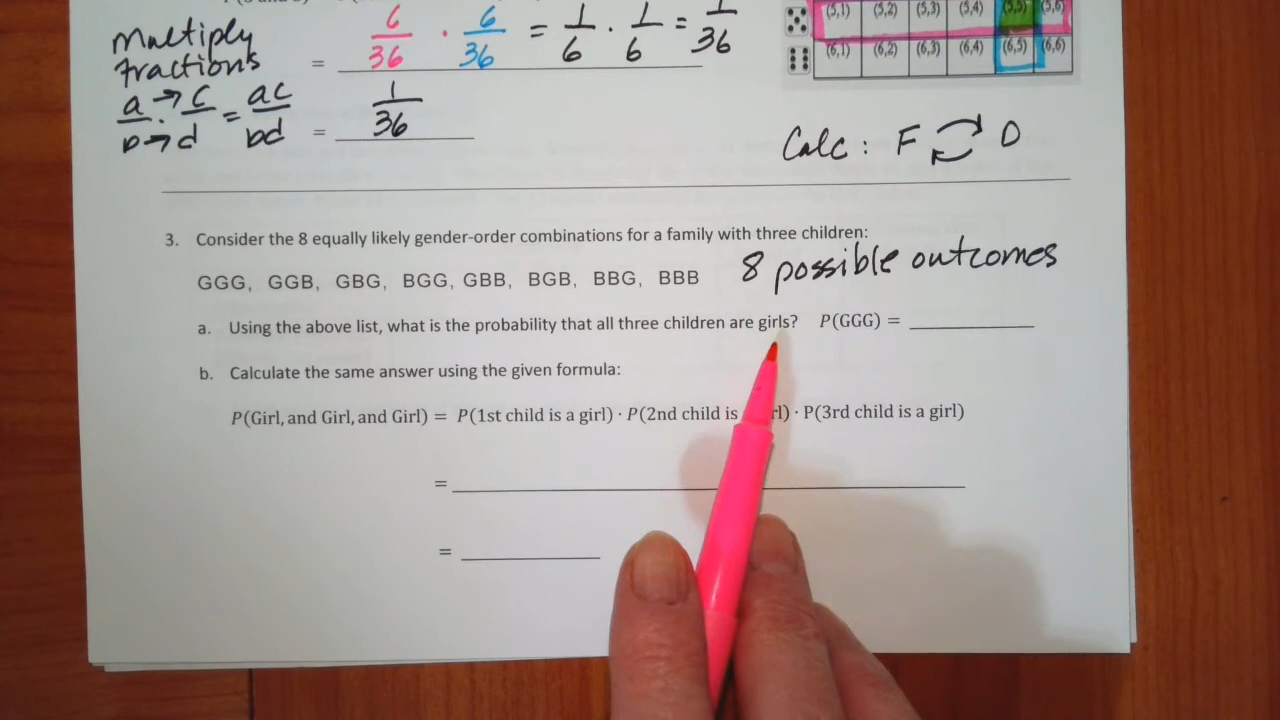 Multiply 6/36 · 6/36 = 1/6 · 1/6 = 1/36
fractions =
a/b · c/d = ac/bd = 1/36
(5,1) (5,2) (5,3) (5,4) (5,5) (5,6)
(6,1) (6,2) (6,3) (6,4) (6,5) (6,6)
Calc: F D
3. Consider the 8 equally likely gender-order combinations for a family with three children:
GGG, GGB, GBG, BGG, GBB, BGB, BBG, BBB 8 possible outcomes
a. Using the above list, what is the probability that all three children are girls? P(GGG) =
b. Calculate the same answer using the given formula:
P(Girl, and Girl, and Girl) = P(1st child is a girl) · P(2nd child is rl) · P(3rd child is a girl)
=
=